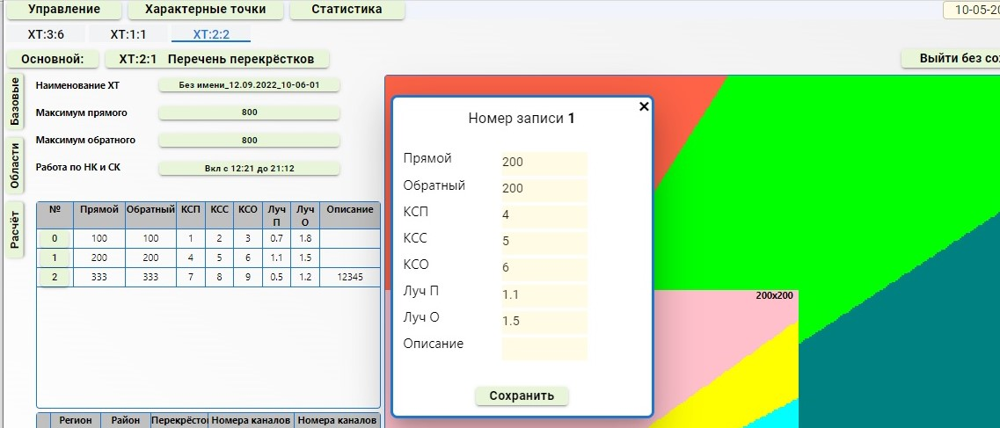 Управление Характерные точки Статистика
ХТ:3:6 ХТ:1:1 ХТ:2:2
Основной: ХТ:2:1 Перечень перекрёстков Выйти без
Базовые
Области
Расчёт
Наименование ХТ Без имени_12.09.2022_10-06-01
Максимум прямого 800
Максимум обратного 800
Работа по НК и СК Вкл с 12:21 до 21:12
№ Прямой Обратный КСП КСС КСО Луч П Луч О Описание
0 100 100 1 2 3 0.7 1.8
1 200 200 4 5 6 1.1 1.5
2 333 333 7 8 9 0.5 1.2 12345
Регион Район Номера каналов Номера каналов
Номер записи 1
Прямой 200
Обратный 200
КСП 4
КСС 5
КСО 6
Луч П 1.1
Луч О 1.5
Описание
Сохранить
200x200